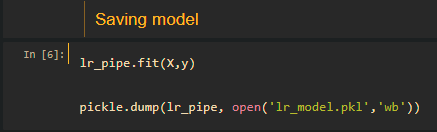 Saving model
In [6]:
lr_pipe.fit(X,y)
pickle.dump(lr_pipe, open('lr_model.pkl','wb'))